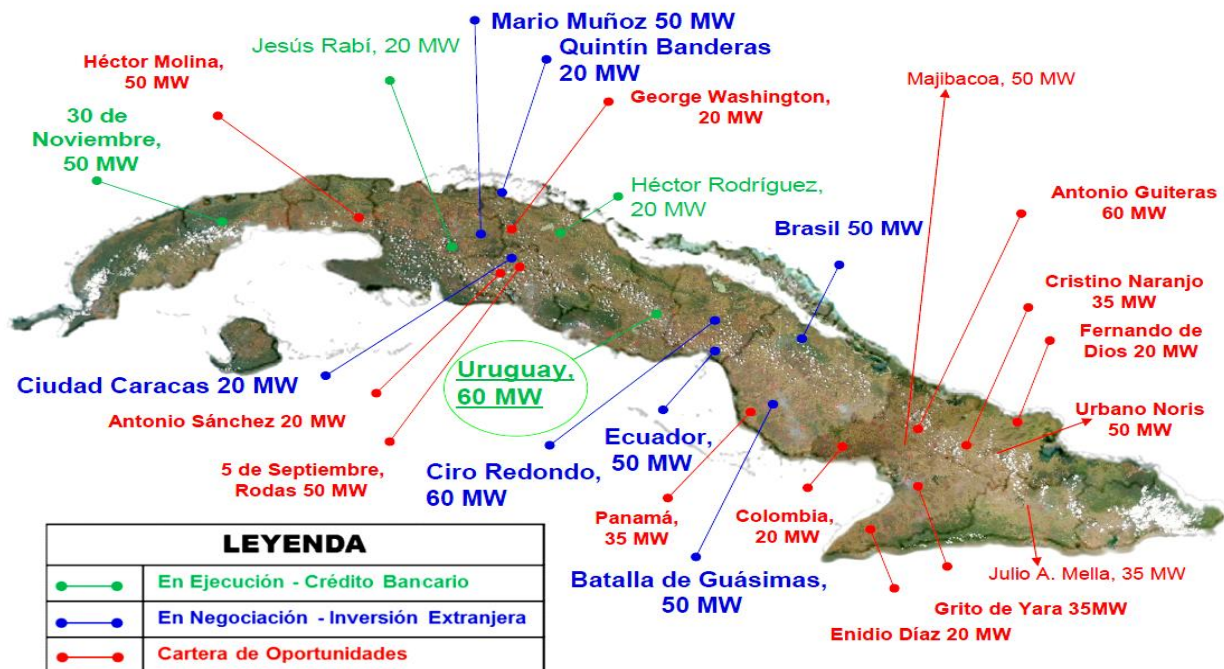 Mario Muñoz 50 MW
Quintín Banderas
20 MW
Jesús Rabí, 20 MW
Héctor Molina,
50 MW
George Washington,
20 MW
Majibacoa, 50 MW
30 de
Noviembre,
50 MW
Héctor Rodríguez,
20 MW
Antonio Guiteras
60 MW
Brasil 50 MW
Cristino Naranjo
35 MW
Fernando de
Dios 20 MW
Ciudad Caracas 20 MW
Uruguay,
60 MW
Antonio Sánchez 20 MW
Urbano Noris
50 MW
5 de Septiembre,
Rodas 50 MW
Ciro Redondo,
60 MW
Ecuador,
50 MW
Panamá,
35 MW
Colombia,
20 MW
Batalla de Guásimas,
50 MW
Julio A. Mella, 35 MW
Grito de Yara 35MW
Enidio Díaz 20 MW
LEYENDA
En Ejecución - Crédito Bancario
En Negociación - Inversión Extranjera
Cartera de Oportunidades